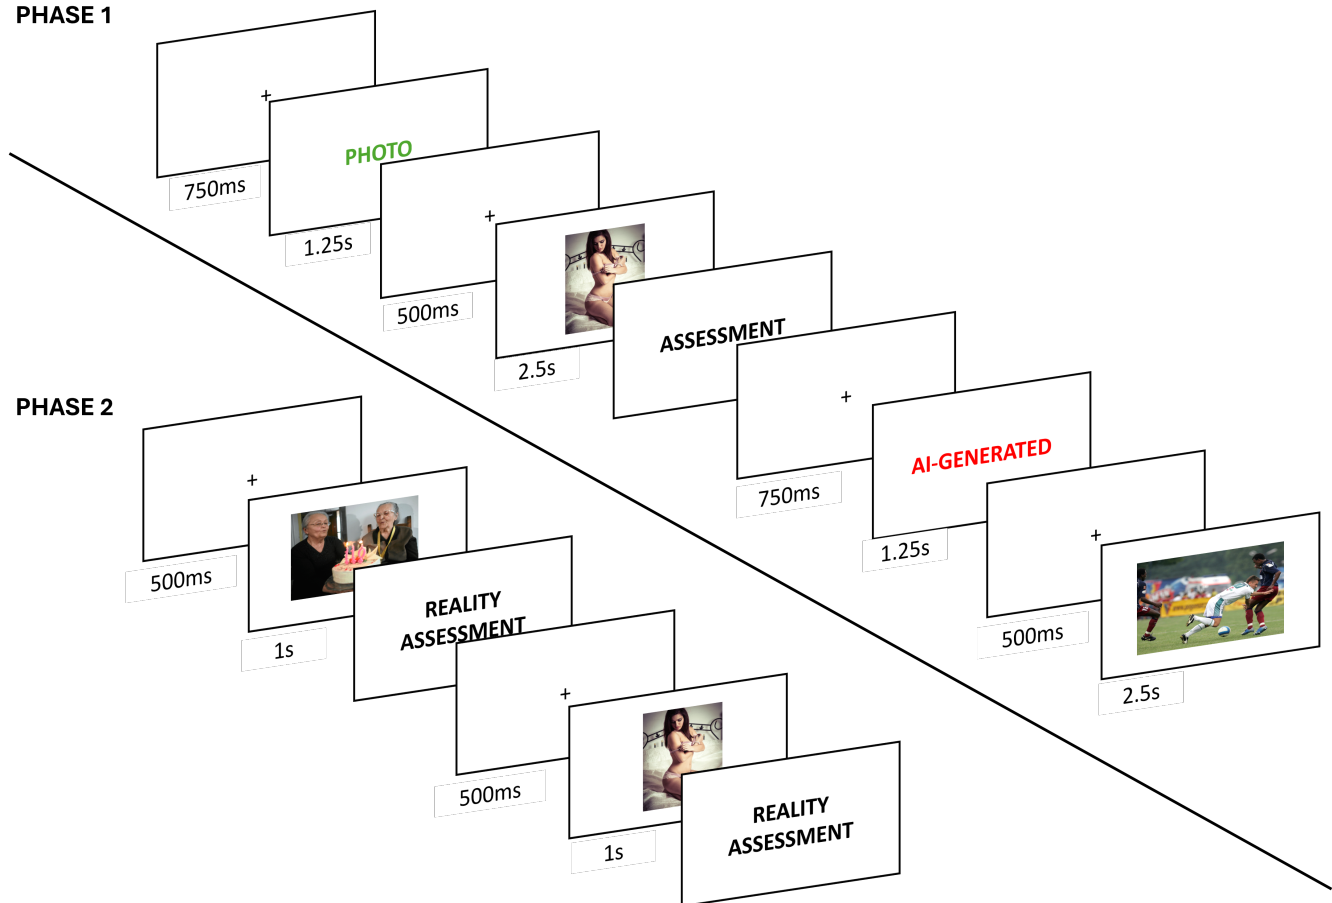 PHASE 1
+
PHOTO
750ms
+
1.25s
500ms
ASSESSMENT
2.5s
+
AI-GENERATED
750ms
+
1.25s
500ms
2.5s
PHASE 2
+
500ms
1s
REALITY
ASSESSMENT
+
500ms
1s
REALITY
ASSESSMENT